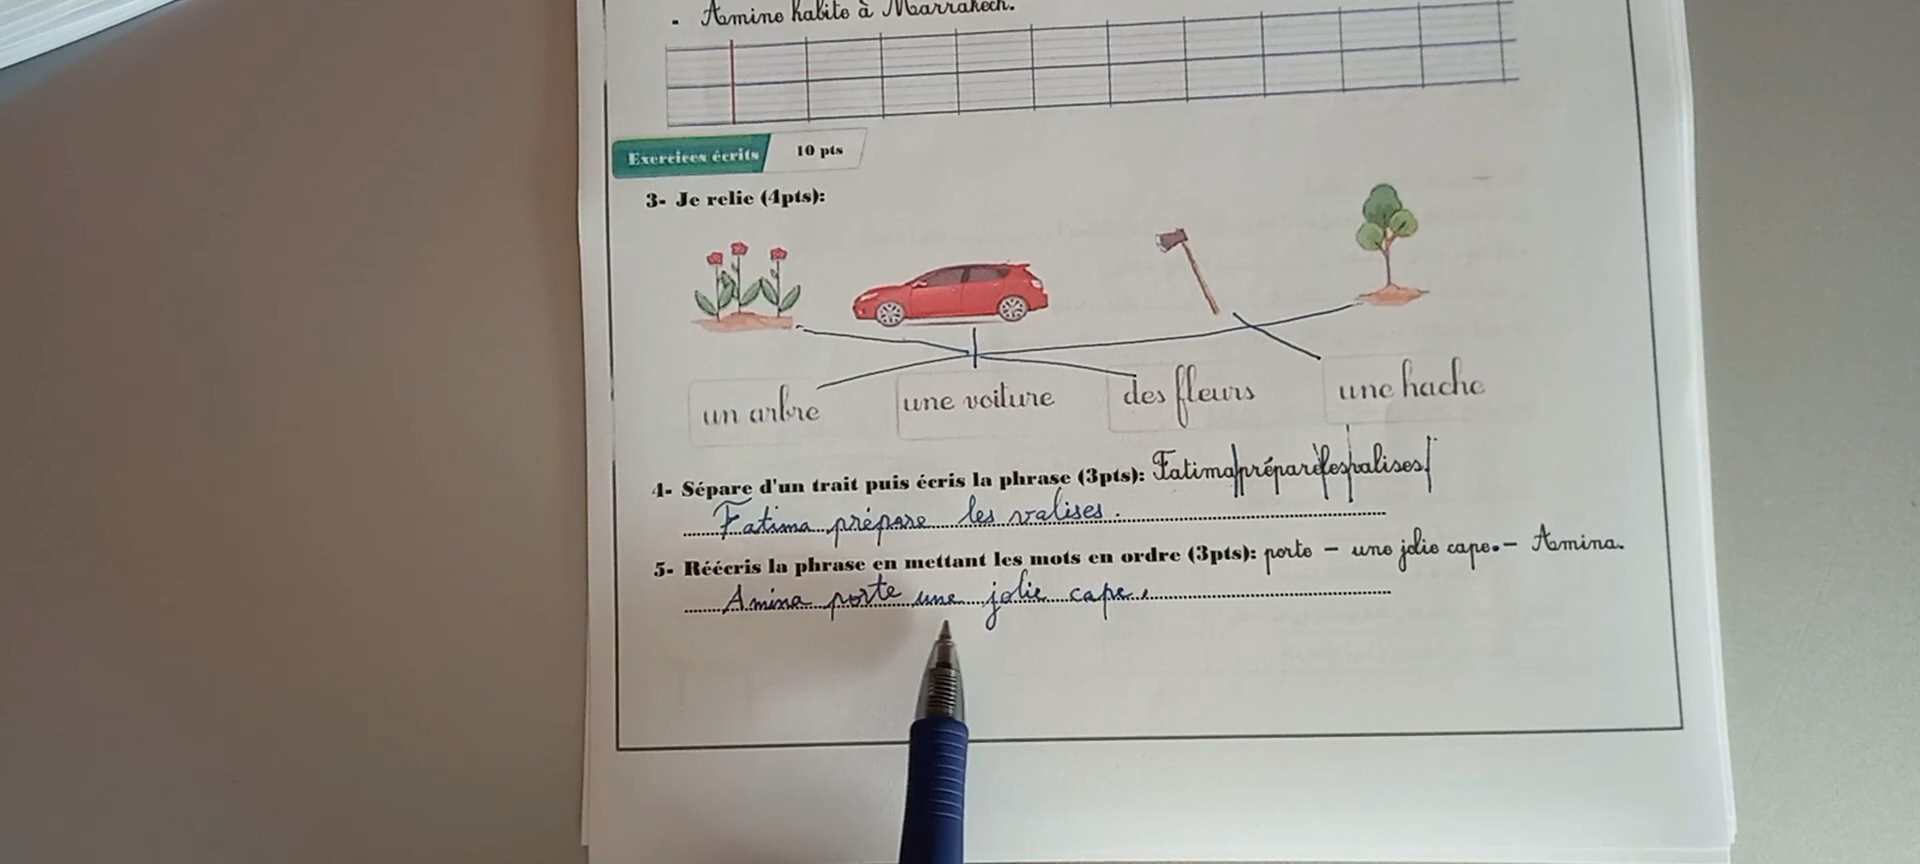 - Amine habite à Marrakech.
Exercices écrits 10 pts
3- Je relie (4pts):
un arbre une voiture des fleurs une hache
4- Sépare d'un trait puis écris la phrase (3pts): Fatima|prépare|les|valises.|
Fatima prépare les valises.
5- Réécris la phrase en mettant les mots en ordre (3pts): porte - une jolie cape. - Amina.
Amina porte une jolie cape.